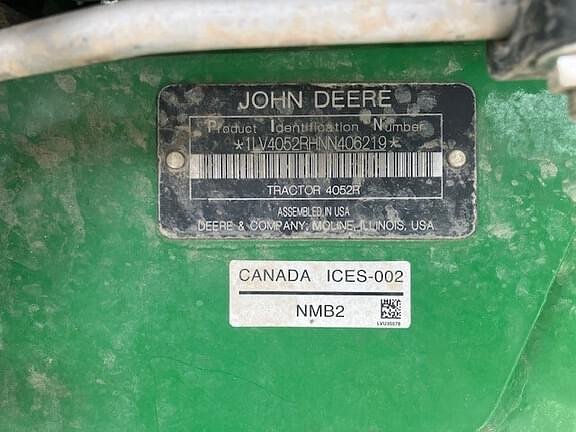 JOHN DEERE
Product Identification Number
*1LV4052RHNN406219*
TRACTOR 4052R
ASSEMBLED IN USA
DEERE & COMPANY, MOLINE, ILLINOIS, USA
CANADA ICES-002
NMB2